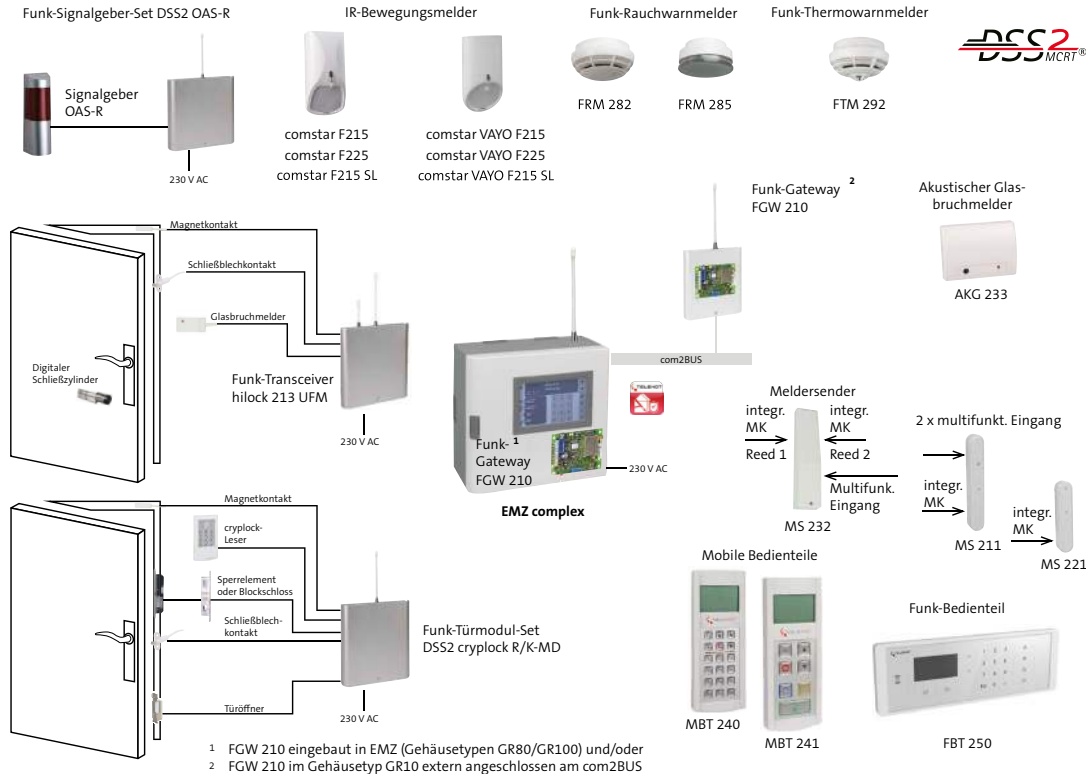 Funk-Signalgeber-Set DSS2 OAS-R
IR-Bewegungsmelder
Funk-Rauchwarnmelder
Funk-Thermowarnmelder
DSS2
MCRT®
Signalgeber
OAS-R
230 V AC
comstar F215
comstar F225
comstar F215 SL
comstar VAYO F215
comstar VAYO F225
comstar VAYO F215 SL
FRM 282
FRM 285
FTM 292
Funk-Gateway 2
FGW 210
Akustischer Glas-
bruchmelder
AKG 233
Magnetkontakt
Schließblechkontakt
Glasbruchmelder
Digitaler
Schließzylinder
Funk-Transceiver
hilock 213 UFM
230 V AC
com2BUS
TELENOT
Funk- 1
Gateway
FGW 210
230 V AC
EMZ complex
Meldersender
integr.
MK
Reed 1
integr.
MK
Reed 2
Multifunk.
Eingang
MS 232
2 x multifunkt. Eingang
integr.
MK
MS 211
integr.
MK
MS 221
Magnetkontakt
cryplock-
Leser
Sperrelement
oder Blockschloss
Schließblech-
kontakt
Türöffner
Funk-Türmodul-Set
DSS2 cryplock R/K-MD
230 V AC
Mobile Bedienteile
MBT 240
MBT 241
Funk-Bedienteil
FBT 250
1 FGW 210 eingebaut in EMZ (Gehäusetypen GR80/GR100) und/oder
2 FGW 210 im Gehäusetyp GR10 extern angeschlossen am com2BUS